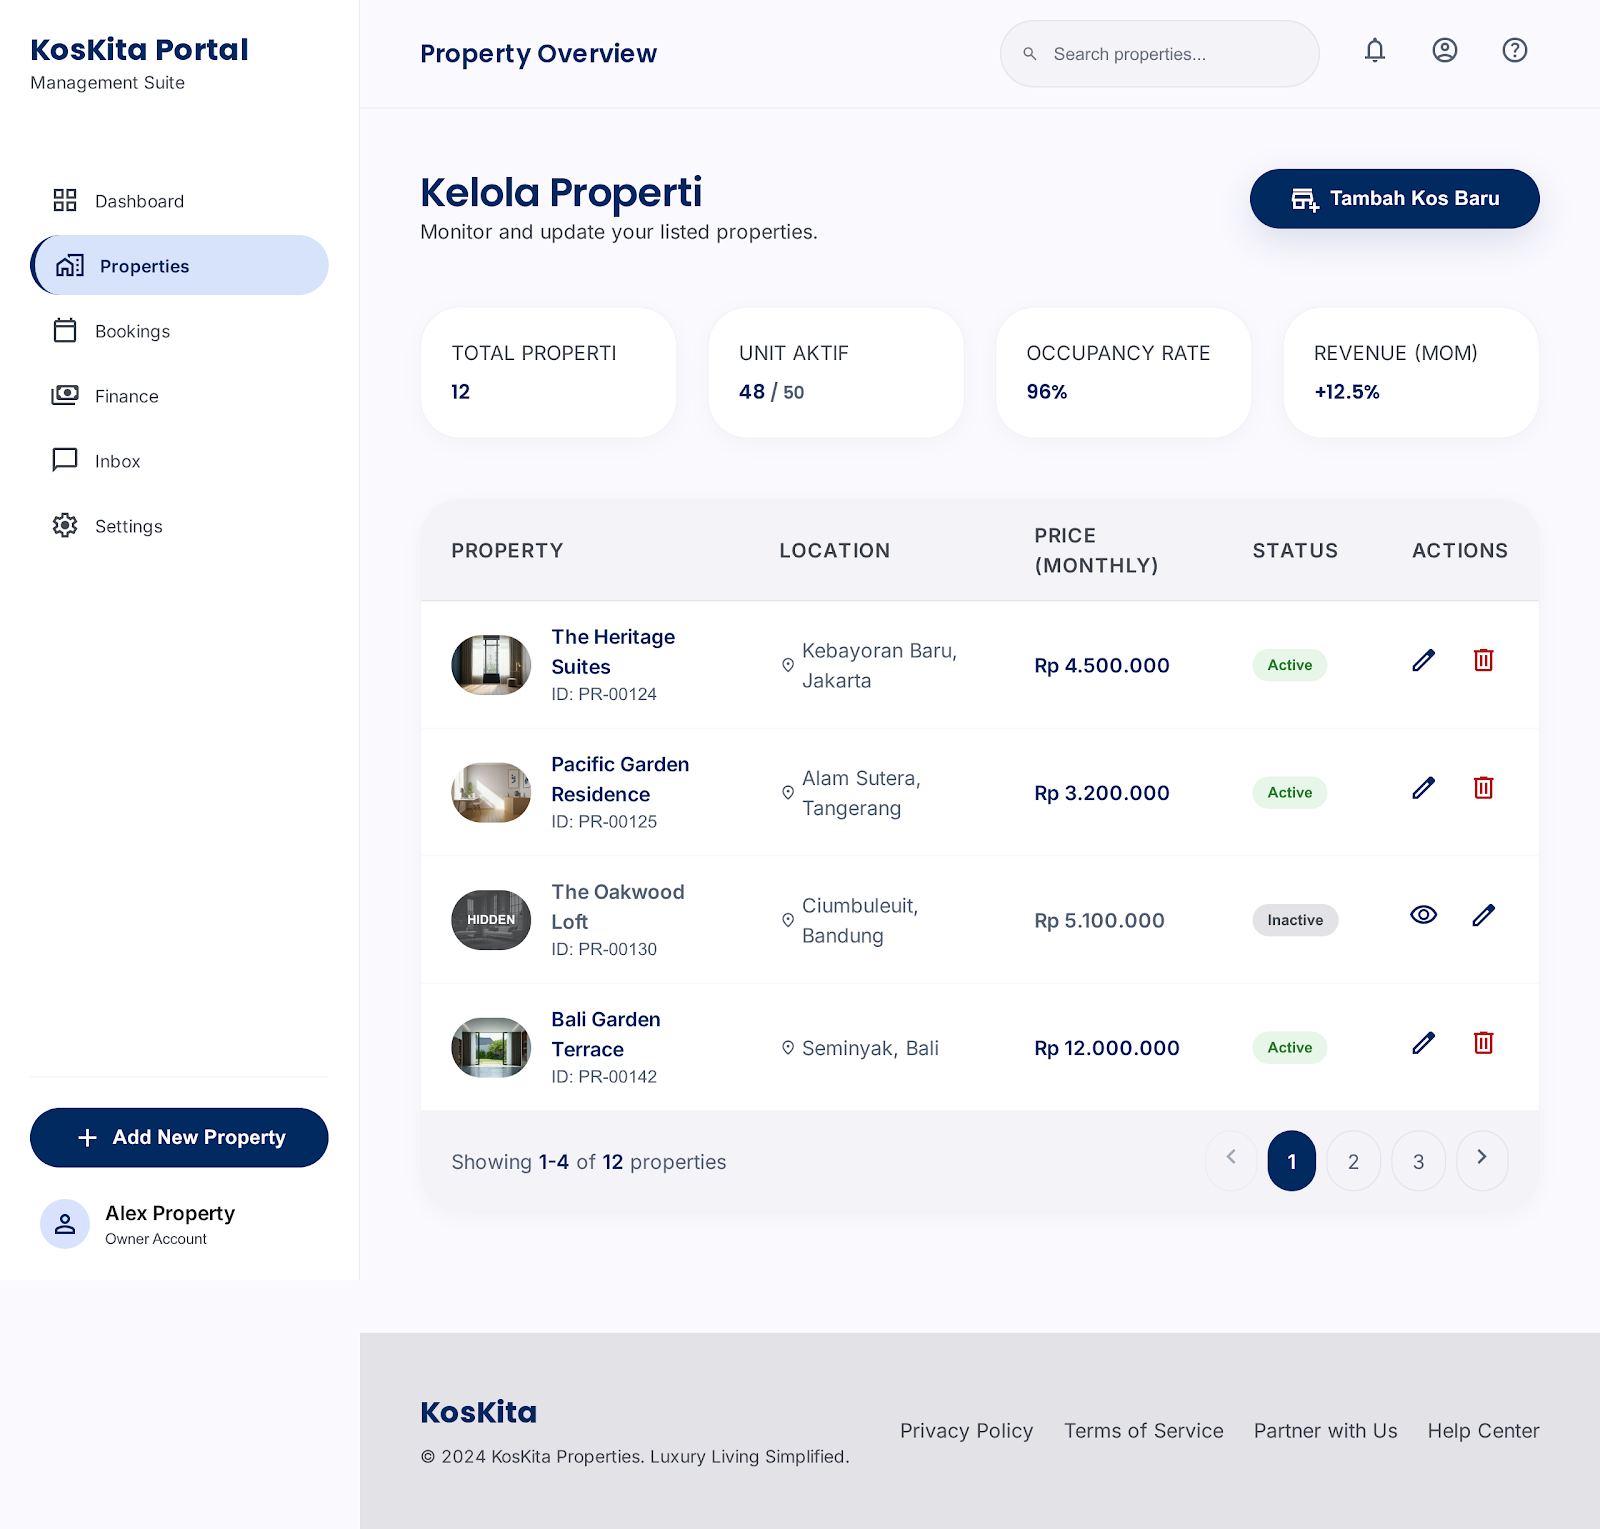 KosKita Portal
Management Suite
Dashboard
Properties
Bookings
Finance
Inbox
Settings
Add New Property
Alex Property
Owner Account
Property Overview
Search properties...
Kelola Properti
Monitor and update your listed properties.
Tambah Kos Baru
TOTAL PROPERTI
12
UNIT AKTIF
48 / 50
OCCUPANCY RATE
96%
REVENUE (MOM)
+12.5%
PROPERTY
LOCATION
PRICE
(MONTHLY)
STATUS
ACTIONS
The Heritage
Suites
ID: PR-00124
Kebayoran Baru,
Jakarta
Rp 4.500.000
Active
Pacific Garden
Residence
ID: PR-00125
Alam Sutera,
Tangerang
Rp 3.200.000
Active
HIDDEN
The Oakwood
Loft
ID: PR-00130
Ciumbuleuit,
Bandung
Rp 5.100.000
Inactive
Bali Garden
Terrace
ID: PR-00142
Seminyak, Bali
Rp 12.000.000
Active
Showing 1-4 of 12 properties
1
2
3
KosKita
© 2024 KosKita Properties. Luxury Living Simplified.
Privacy Policy
Terms of Service
Partner with Us
Help Center